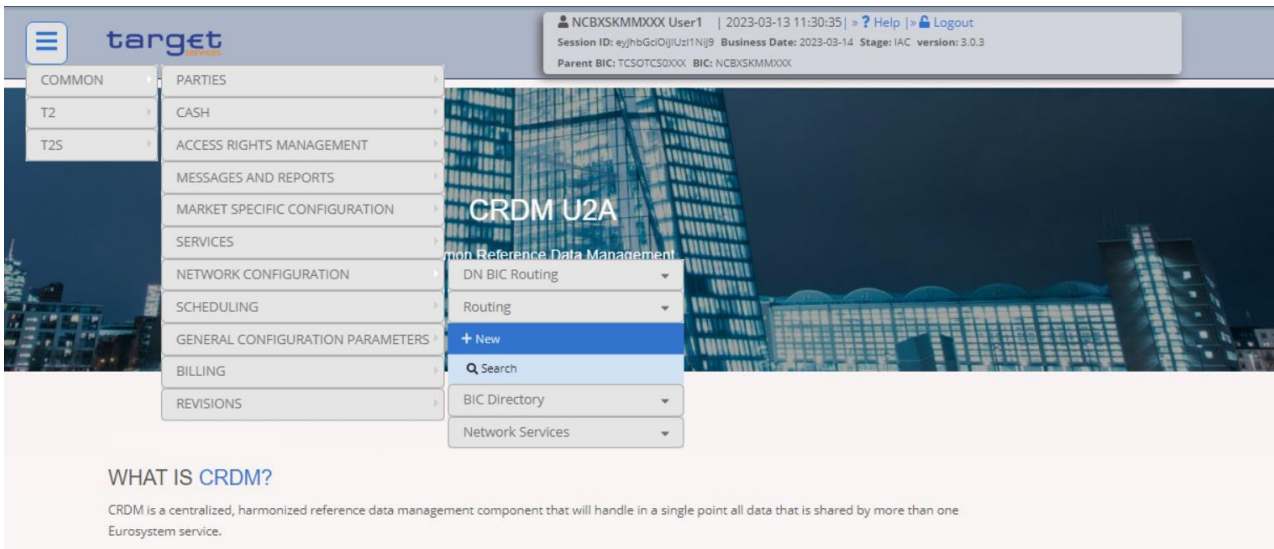 NCBXSKMMXXX User1 | 2023-03-13 11:30:35| » ? Help |» Logout
Session ID: eyJhbGciOiJIUzI1NiJ9 Business Date: 2023-03-14 Stage: IAC version: 3.0.3
Parent BIC: TCSOTCS0XXX BIC: NCBXSKMMXXX
target
services
COMMON
T2
T2S
PARTIES
CASH
ACCESS RIGHTS MANAGEMENT
MESSAGES AND REPORTS
MARKET SPECIFIC CONFIGURATION
SERVICES
NETWORK CONFIGURATION
SCHEDULING
GENERAL CONFIGURATION PARAMETERS
BILLING
REVISIONS
CRDM U2A
Reference Data Management
DN BIC Routing
Routing
+ New
Search
BIC Directory
Network Services
WHAT IS CRDM?
CRDM is a centralized, harmonized reference data management component that will handle in a single point all data that is shared by more than one
Eurosystem service.